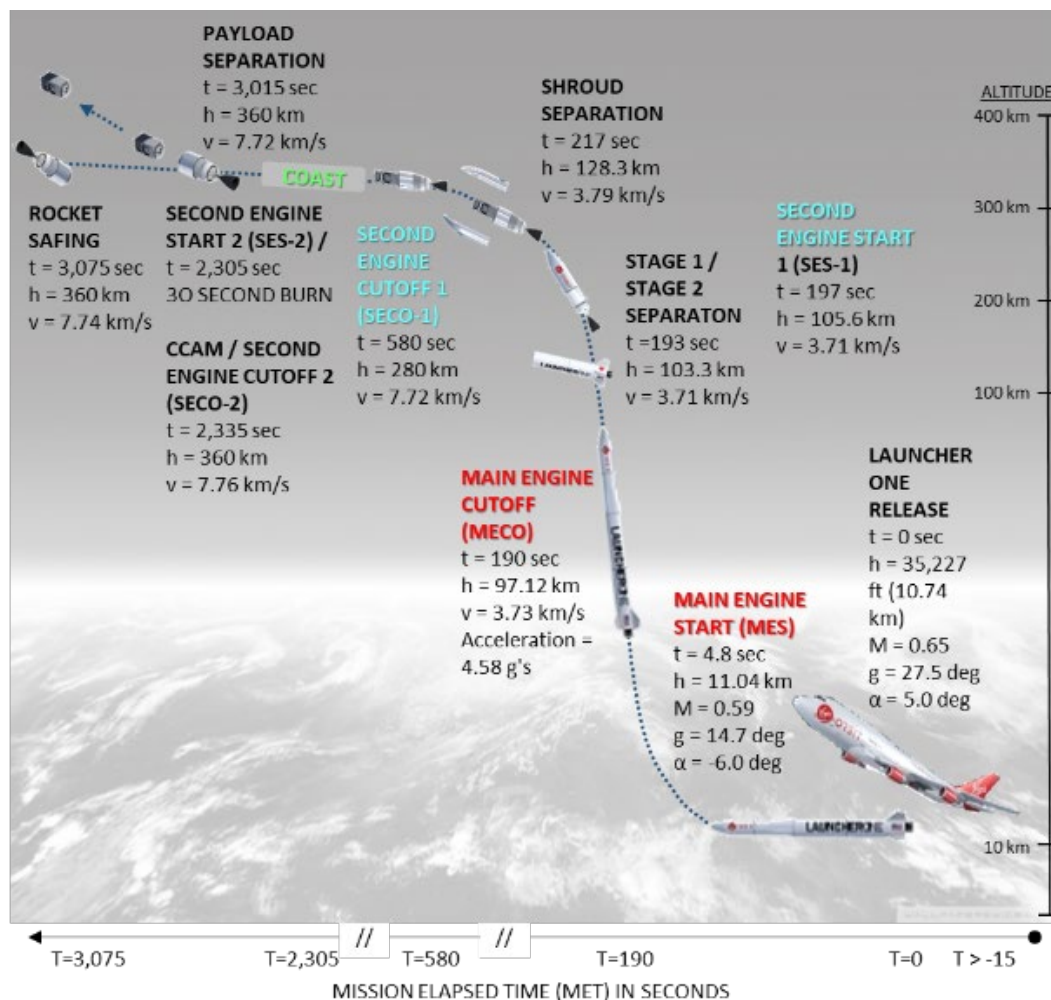 PAYLOAD
SEPARATION
t = 3,015 sec
h = 360 km
v = 7.72 km/s
SHROUD
SEPARATION
t = 217 sec
h = 128.3 km
v = 3.79 km/s
ALTITUDE
400 km
300 km
200 km
100 km
10 km
COAST
ROCKET
SAFING
t = 3,075 sec
h = 360 km
v = 7.74 km/s
SECOND ENGINE
START 2 (SES-2) /
t = 2,305 sec
3O SECOND BURN
CCAM / SECOND
ENGINE CUTOFF 2
(SECO-2)
t = 2,335 sec
h = 360 km
v = 7.76 km/s
SECOND
ENGINE
CUTOFF 1
(SECO-1)
t = 580 sec
h = 280 km
v = 7.72 km/s
STAGE 1 /
STAGE 2
SEPARATON
t =193 sec
h = 103.3 km
v = 3.71 km/s
SECOND
ENGINE START
1 (SES-1)
t = 197 sec
h = 105.6 km
v = 3.71 km/s
MAIN ENGINE
CUTOFF
(MECO)
t = 190 sec
h = 97.12 km
v = 3.73 km/s
Acceleration =
4.58 g's
LAUNCHER
MAIN ENGINE
START (MES)
t = 4.8 sec
h = 11.04 km
M = 0.59
g = 14.7 deg
α = -6.0 deg
LAUNCHER
ONE
RELEASE
t = 0 sec
h = 35,227
ft (10.74
km)
M = 0.65
g = 27.5 deg
α = 5.0 deg
ORBIT
LAUNCHERONE
T=3,075
T=2,305
//
T=580
//
T=190
T=0
T > -15
MISSION ELAPSED TIME (MET) IN SECONDS